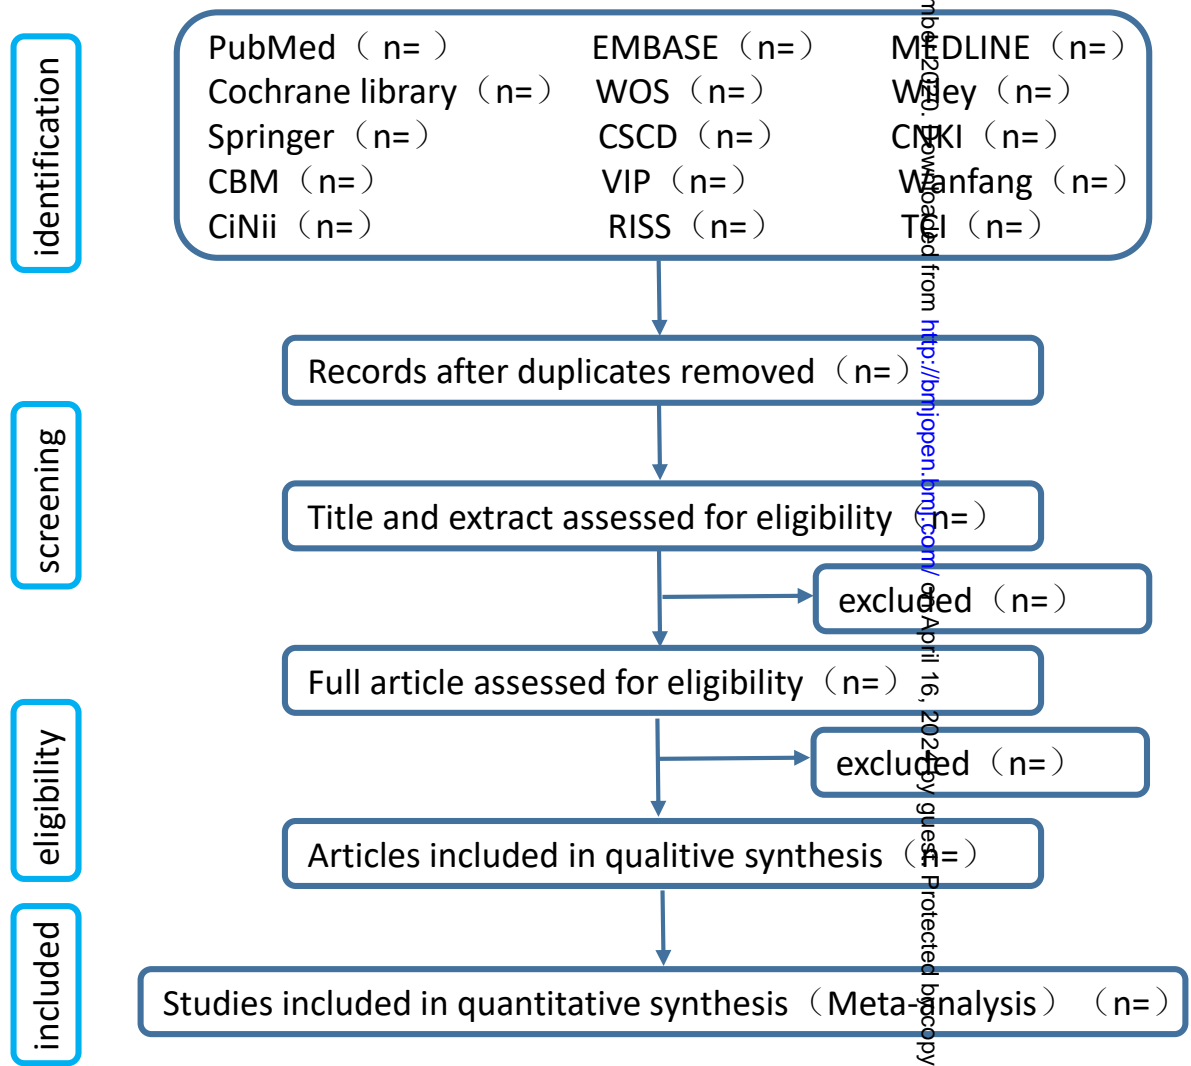 identification
PubMed（ n= ） EMBASE（n=） MEDLINE（n=）
Cochrane library（n=） WOS（n=） Wiley（n=）
Springer（n=） CSCD（n=） CNKI（n=）
CBM（n=） VIP（n=） Wanfang（n=）
CiNii（n=） RISS（n=） TCI（n=）
Records after duplicates removed（n=）
screening
Title and extract assessed for eligibility（n=）
excluded（n=）
Full article assessed for eligibility（n=）
eligibility
excluded（n=）
Articles included in qualitive synthesis（n=）
included
Studies included in quantitative synthesis（Meta-analysis）（n=）
2020. Downloaded from http://bmjopen.bmj.com/ on April 16, 2024 by guest. Protected by copy